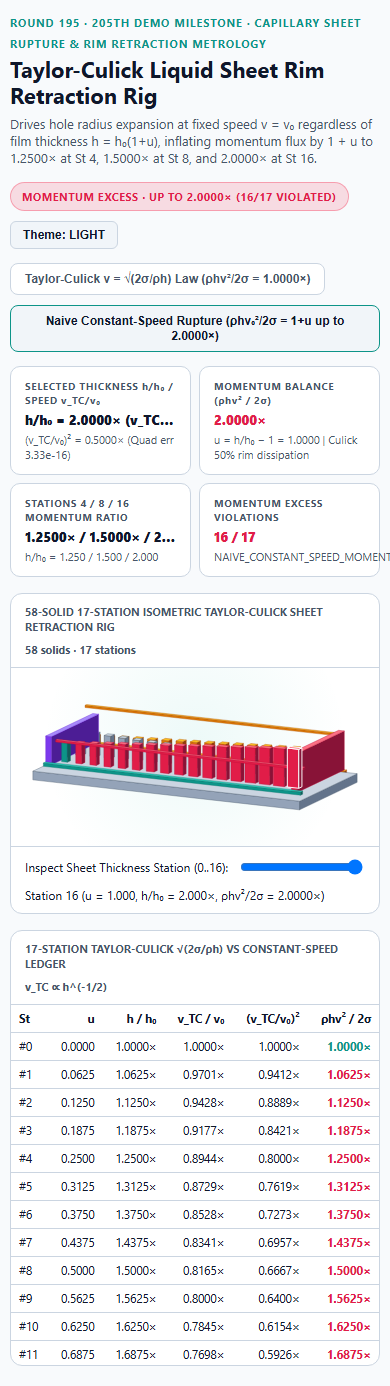 ROUND 195 · 205TH DEMO MILESTONE · CAPILLARY SHEET
RUPTURE & RIM RETRACTION METROLOGY
Taylor-Culick Liquid Sheet Rim
Retraction Rig
Drives hole radius expansion at fixed speed v = v₀ regardless of
film thickness h = h₀(1+u), inflating momentum flux by 1 + u to
1.2500× at St 4, 1.5000× at St 8, and 2.0000× at St 16.
MOMENTUM EXCESS · UP TO 2.0000× (16/17 VIOLATED)
Theme: LIGHT
Taylor-Culick v = √(2σ/ρh) Law (ρhv²/2σ = 1.0000×)
Naive Constant-Speed Rupture (ρhv₀²/2σ = 1+u up to
2.0000×)
SELECTED THICKNESS h/h₀ /
SPEED v_TC/v₀
h/h₀ = 2.0000× (v_TC...
(v_TC/v₀)² = 0.5000× (Quad err
3.33e-16)
MOMENTUM BALANCE
(ρhv² / 2σ)
2.0000×
u = h/h₀ − 1 = 1.0000 | Culick
50% rim dissipation
STATIONS 4 / 8 / 16
MOMENTUM RATIO
1.2500× / 1.5000× / 2...
h/h₀ = 1.250 / 1.500 / 2.000
MOMENTUM EXCESS
VIOLATIONS
16 / 17
NAIVE_CONSTANT_SPEED_MOMENT
58-SOLID 17-STATION ISOMETRIC TAYLOR-CULICK SHEET
RETRACTION RIG
58 solids · 17 stations
Inspect Sheet Thickness Station (0..16):
Station 16 (u = 1.000, h/h₀ = 2.000×, ρhv²/2σ = 2.0000×)
17-STATION TAYLOR-CULICK √(2σ/ρh) VS CONSTANT-SPEED
LEDGER
v_TC ∝ h^(-1/2)
St u h / h₀ v_TC / v₀ (v_TC/v₀)² ρhv² / 2σ
#0 0.0000 1.0000× 1.0000× 1.0000× 1.0000×
#1 0.0625 1.0625× 0.9701× 0.9412× 1.0625×
#2 0.1250 1.1250× 0.9428× 0.8889× 1.1250×
#3 0.1875 1.1875× 0.9177× 0.8421× 1.1875×
#4 0.2500 1.2500× 0.8944× 0.8000× 1.2500×
#5 0.3125 1.3125× 0.8729× 0.7619× 1.3125×
#6 0.3750 1.3750× 0.8528× 0.7273× 1.3750×
#7 0.4375 1.4375× 0.8341× 0.6957× 1.4375×
#8 0.5000 1.5000× 0.8165× 0.6667× 1.5000×
#9 0.5625 1.5625× 0.8000× 0.6400× 1.5625×
#10 0.6250 1.6250× 0.7845× 0.6154× 1.6250×
#11 0.6875 1.6875× 0.7698× 0.5926× 1.6875×